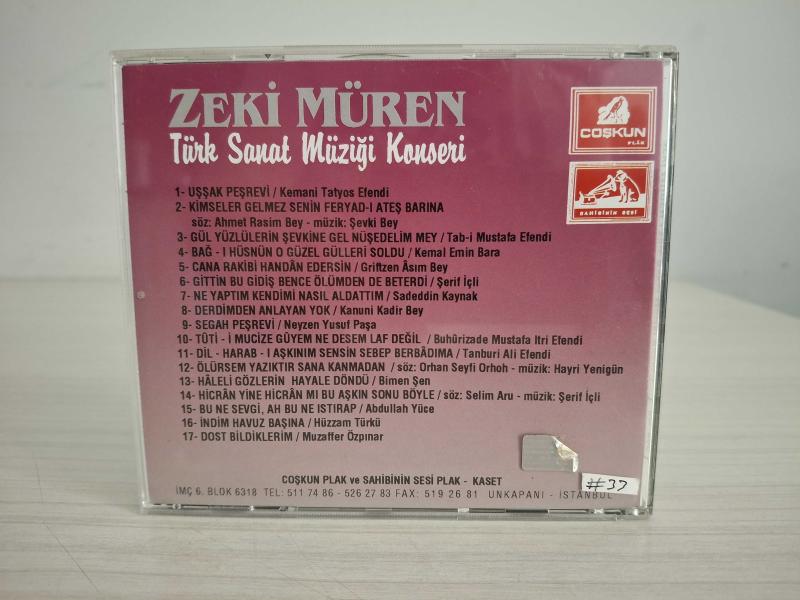 ZEKİ MÜREN
Türk Sanat Müziği Konseri
COŞKUN
PLAK
SAHİBİNİN SESİ
1- UŞŞAK PEŞREVİ / Kemani Tatyos Efendi
2- KİMSELER GELMEZ SENİN FERYAD-I ATEŞ BARINA
söz: Ahmet Rasim Bey - müzik: Şevki Bey
3- GÜL YÜZLÜLERİN ŞEVKİNE GEL NÜŞEDELİM MEY / Tab-i Mustafa Efendi
4- BAĞ - I HÜSNÜN O GÜZEL GÜLLERİ SOLDU / Kemal Emin Bara
5- CANA RAKİBİ HANDÂN EDERSİN / Griftzen Âsım Bey
6- GİTTİN BU GİDİŞ BENCE ÖLÜMDEN DE BETERDİ / Şerif İçli
7- NE YAPTIM KENDİMİ NASIL ALDATTIM / Sadeddin Kaynak
8- DERDİMDEN ANLAYAN YOK / Kanuni Kadir Bey
9- SEGAH PEŞREVİ / Neyzen Yusuf Paşa
10- TÛTİ - İ MUCİZE GÛYEM NE DESEM LAF DEĞİL / Buhûrizade Mustafa Itri Efendi
11- DİL - HARAB - I AŞKINIM SENSİN SEBEP BERBADIMA / Tanburi Ali Efendi
12- ÖLÜRSEM YAZIKTIR SANA KANMADAN / söz: Orhan Seyfi Orhoh - müzik: Hayri Yenigün
13- HÂLELİ GÖZLERİN HAYALE DÖNDÜ / Bimen Şen
14- HİCRÂN YİNE HİCRÂN MI BU AŞKIN SONU BÖYLE / söz: Selim Aru - müzik: Şerif İçli
15- BU NE SEVGİ, AH BU NE ISTIRAP / Abdullah Yüce
16- İNDİM HAVUZ BAŞINA / Hüzzam Türkü
17- DOST BİLDİKLERİM / Muzaffer Özpınar
COŞKUN PLAK ve SAHİBİNİN SESİ PLAK - KASET
İMÇ 6. BLOK 6318 TEL: 511 74 86 - 526 27 83 FAX: 519 26 81 UNKAPANI - İSTANBUL
#37